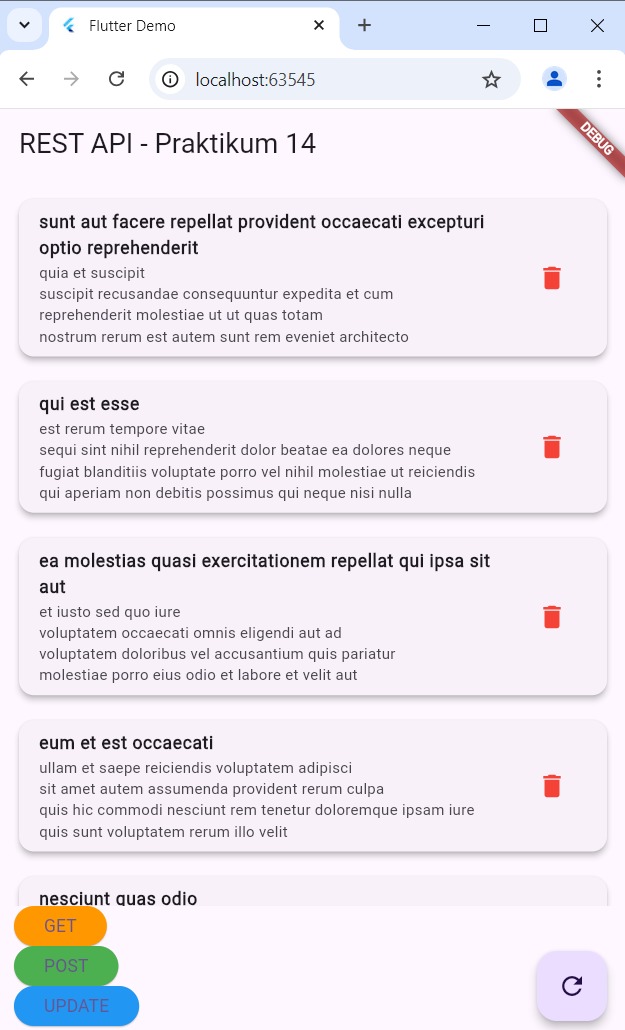 Flutter Demo
localhost:63545
REST API - Praktikum 14
DEBUG
sunt aut facere repellat provident occaecati excepturi
optio reprehenderit
quia et suscipit
suscipit recusandae consequuntur expedita et cum
reprehenderit molestiae ut ut quas totam
nostrum rerum est autem sunt rem eveniet architecto
qui est esse
est rerum tempore vitae
sequi sint nihil reprehenderit dolor beatae ea dolores neque
fugiat blanditiis voluptate porro vel nihil molestiae ut reiciendis
qui aperiam non debitis possimus qui neque nisi nulla
ea molestias quasi exercitationem repellat qui ipsa sit
aut
et iusto sed quo iure
voluptatem occaecati omnis eligendi aut ad
voluptatem doloribus vel accusantium quis pariatur
molestiae porro eius odio et labore et velit aut
eum et est occaecati
ullam et saepe reiciendis voluptatem adipisci
sit amet autem assumenda provident rerum culpa
quis hic commodi nesciunt rem tenetur doloremque ipsam iure
quis sunt voluptatem rerum illo velit
nesciunt quas odio
GET
POST
UPDATE